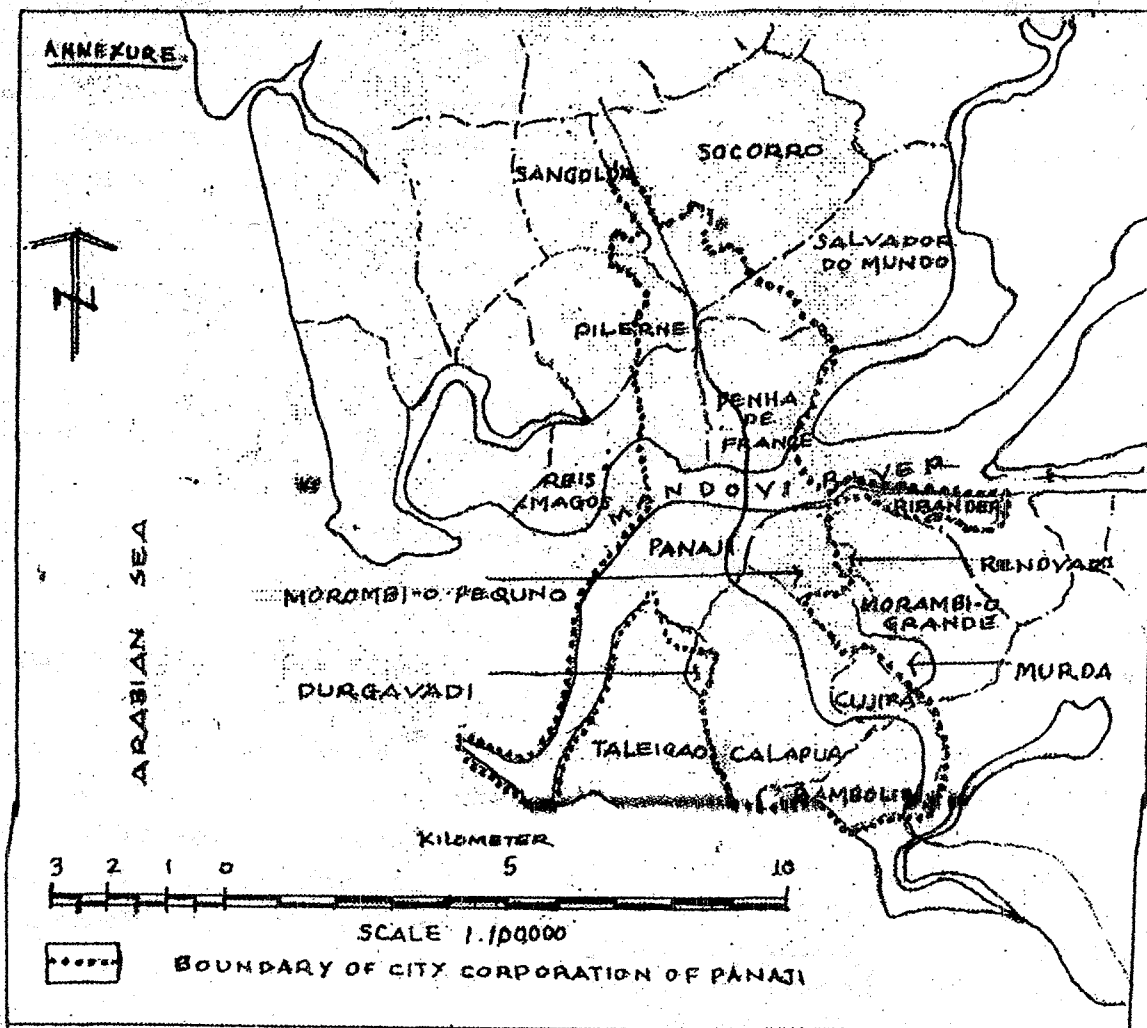 ANNEXURE
SOCORRO
SANGOLDA
SALVADOR
DO MUNDO
PILERNE
PENHA
DE
FRANCE
REIS
MAGOS
MANDOVI RIVER
RIBANDER
PANAJI
RENOVADI
MOROMBI-O PEQUNO
MORAMBI-O
GRANDE
MURDA
DURGAVADI
CUJIRA
TALEIGAO
CALAPUR
BAMBOLIM
ARABIAN SEA
N
KILOMETER
3 2 1 0 5 10
SCALE 1.100000
BOUNDARY OF CITY CORPORATION OF PANAJI